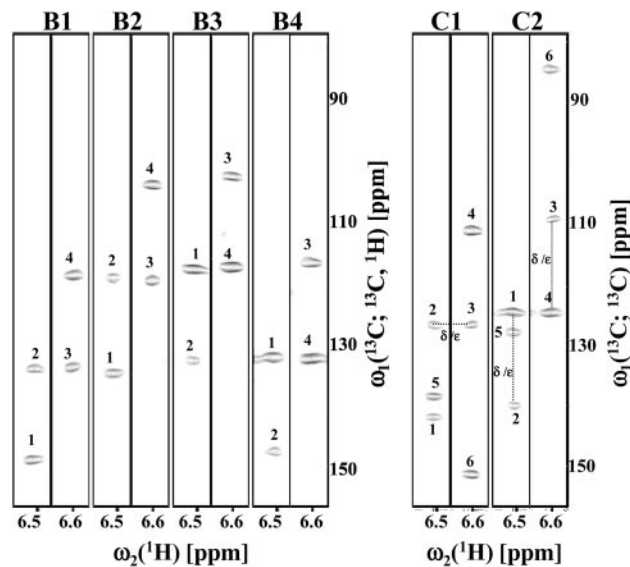 B1 B2 B3 B4 C1 C2
6
90 90
4 3
3
4 110 110
4
2 3 1 4 3 δ/ε
1 4
2 3
2 3 1 4 5
1 2 130 δ/ε 130
5 δ/ε
1 2
1 2
150 6 150
ω₁(¹³C; ¹³C, ¹H) [ppm]
ω₁(¹³C; ¹³C) [ppm]
6.5 6.6 6.5 6.6 6.5 6.6 6.5 6.6 6.5 6.6 6.5 6.6
ω₂(¹H) [ppm] ω₂(¹H) [ppm]